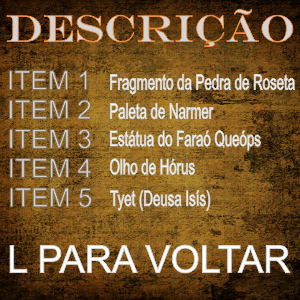 DESCRIÇÃO
ITEM 1 Fragmento da Pedra de Roseta
ITEM 2 Paleta de Narmer
ITEM 3 Estátua do Faraó Queóps
ITEM 4 Olho de Hórus
ITEM 5 Tyet (Deusa Isís)
L PARA VOLTAR